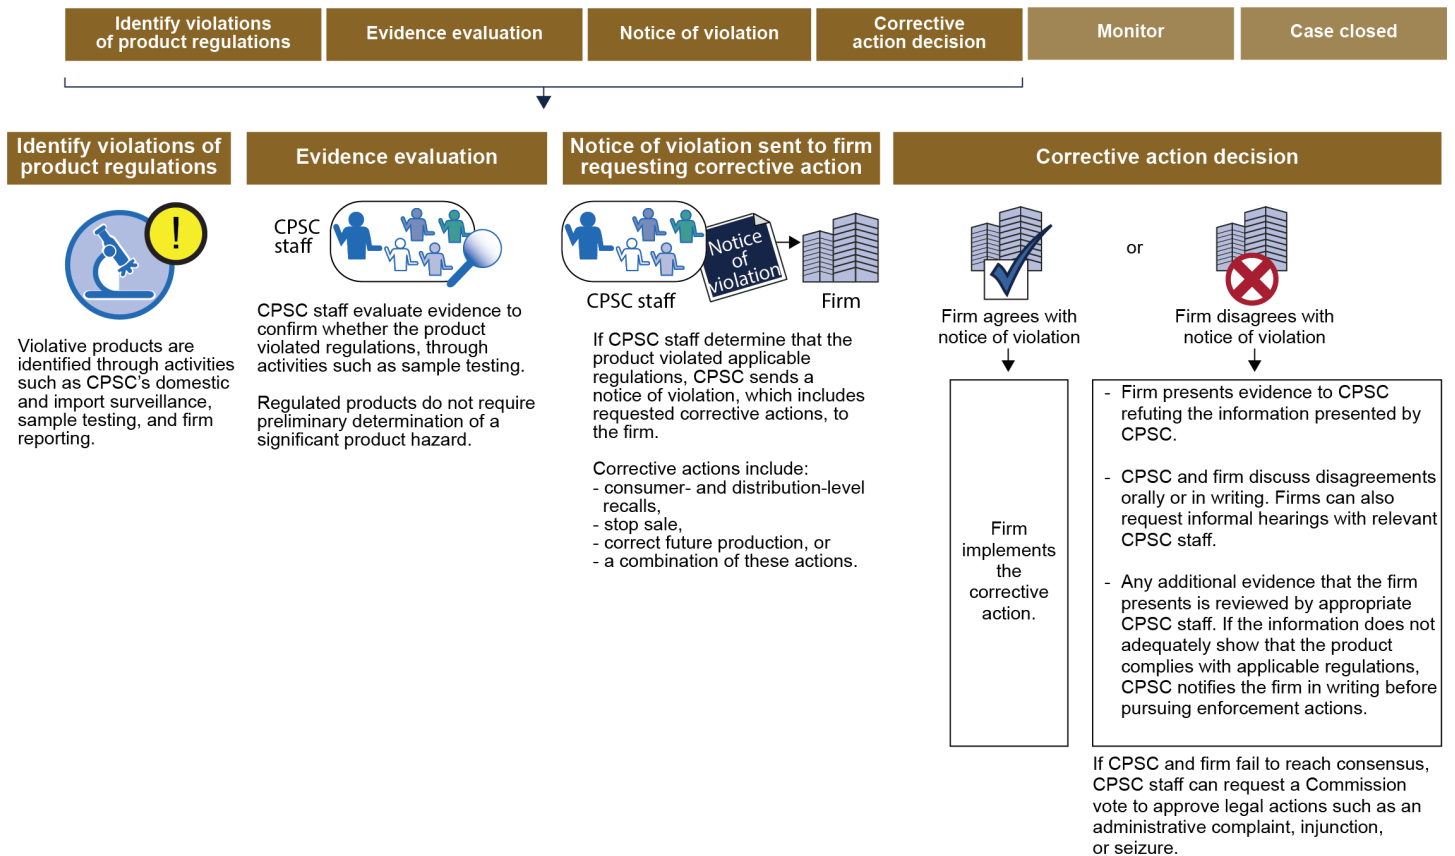 Identify violations
of product regulations
Evidence evaluation
Notice of violation
Corrective
action decision
Monitor
Case closed
Identify violations of
product regulations
Evidence evaluation
Notice of violation sent to firm
requesting corrective action
Corrective action decision
!
Violative products are
identified through activities
such as CPSC’s domestic
and import surveillance,
sample testing, and firm
reporting.
CPSC
staff
CPSC staff evaluate evidence to
confirm whether the product
violated regulations, through
activities such as sample testing.
Regulated products do not require
preliminary determination of a
significant product hazard.
Notice
of
violation
CPSC staff
Firm
If CPSC staff determine that the
product violated applicable
regulations, CPSC sends a
notice of violation, which includes
requested corrective actions, to
the firm.
Corrective actions include:
- consumer- and distribution-level
recalls,
- stop sale,
- correct future production, or
- a combination of these actions.
or
Firm agrees with
notice of violation
Firm
implements
the
corrective
action.
Firm disagrees with
notice of violation
- Firm presents evidence to CPSC
refuting the information presented by
CPSC.
- CPSC and firm discuss disagreements
orally or in writing. Firms can also
request informal hearings with relevant
CPSC staff.
- Any additional evidence that the firm
presents is reviewed by appropriate
CPSC staff. If the information does not
adequately show that the product
complies with applicable regulations,
CPSC notifies the firm in writing before
pursuing enforcement actions.
If CPSC and firm fail to reach consensus,
CPSC staff can request a Commission
vote to approve legal actions such as an
administrative complaint, injunction,
or seizure.